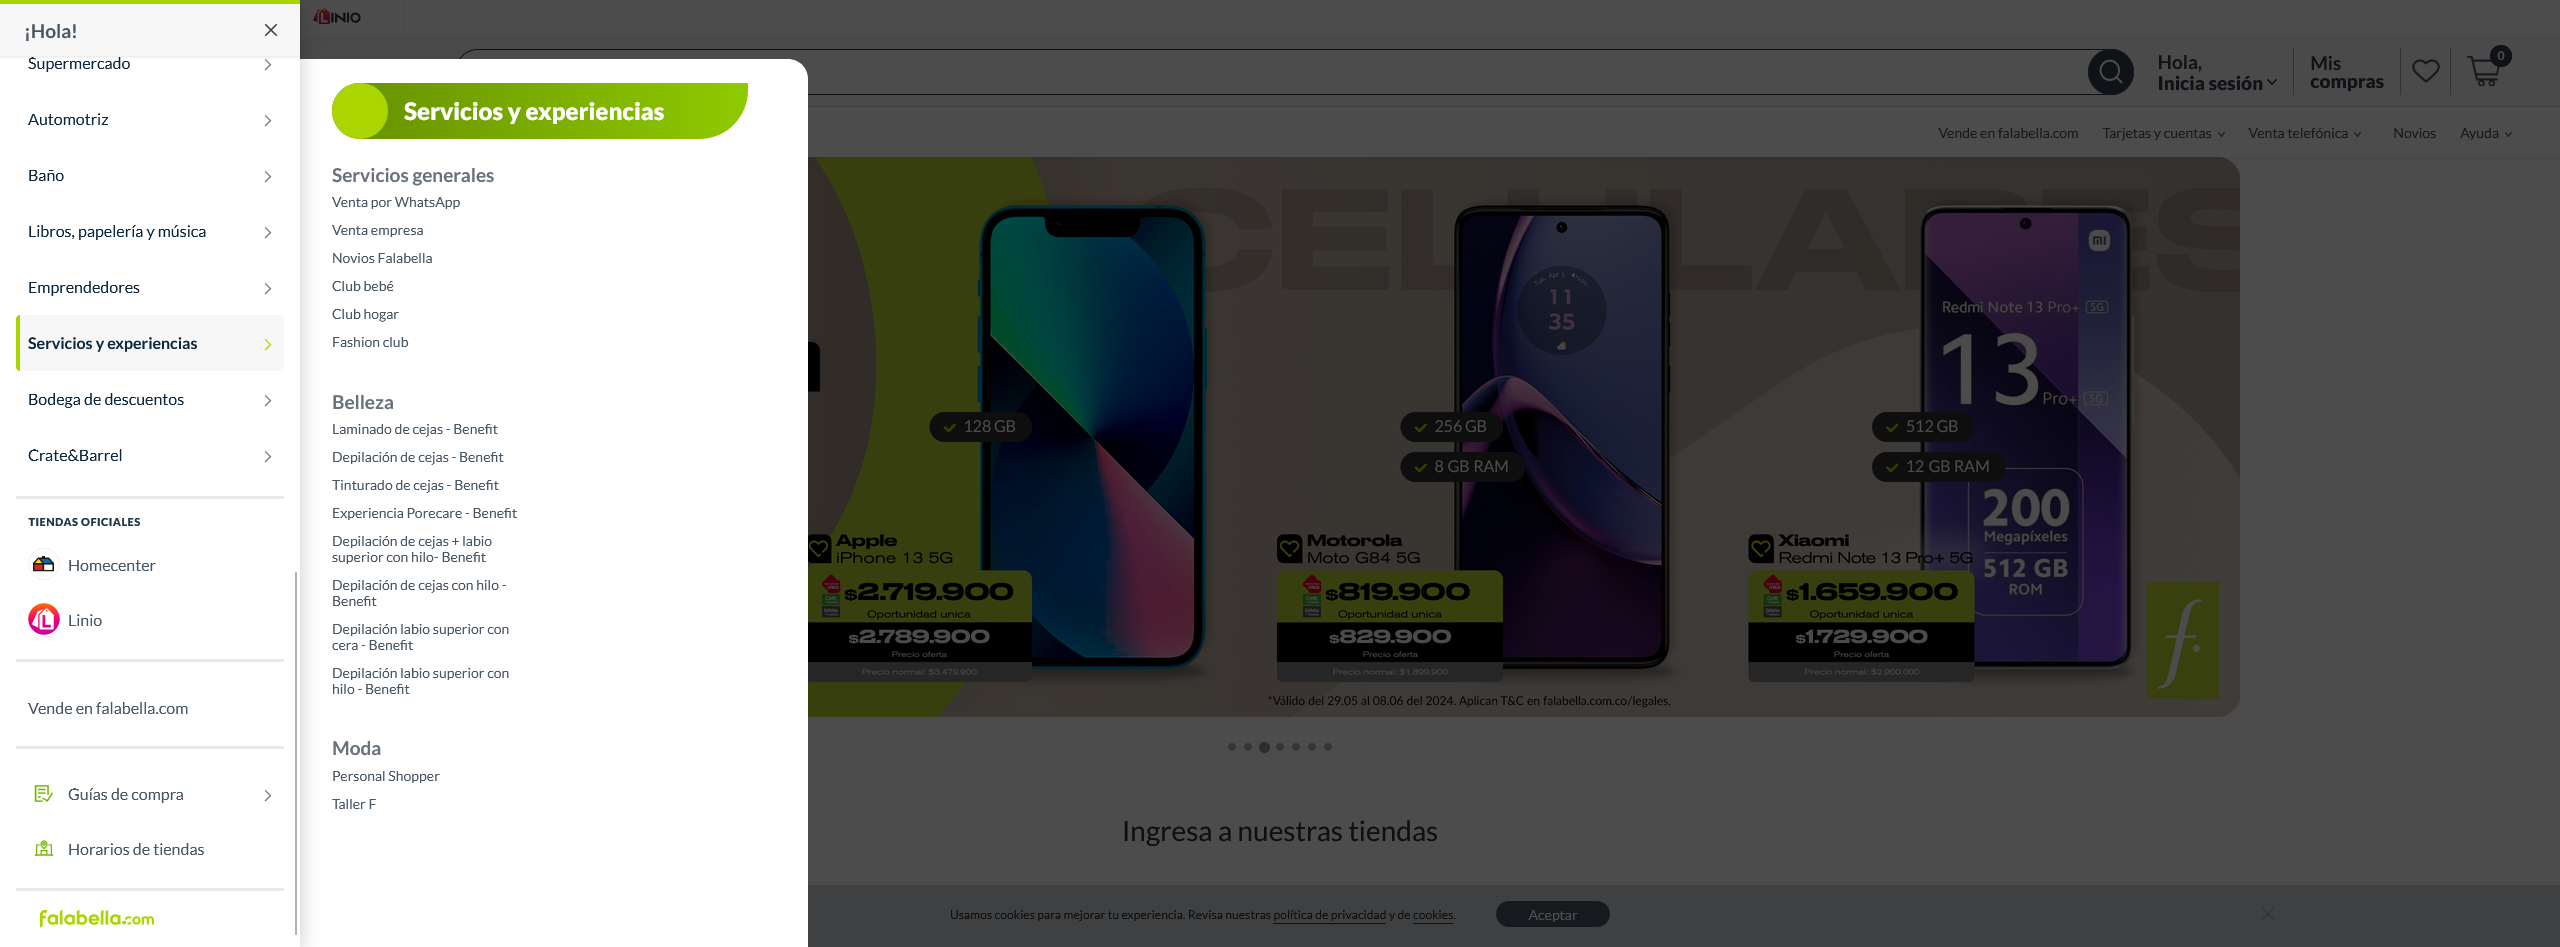 ¡Hola!
Supermercado
Automotriz
Baño
Libros, papelería y música
Emprendedores
Servicios y experiencias
Bodega de descuentos
Crate&Barrel
TIENDAS OFICIALES
Homecenter
Linio
Vende en falabella.com
Guías de compra
Horarios de tiendas
falabella.com
Servicios y experiencias
Servicios generales
Venta por WhatsApp
Venta empresa
Novios Falabella
Club bebé
Club hogar
Fashion club
Belleza
Laminado de cejas - Benefit
Depilación de cejas - Benefit
Tinturado de cejas - Benefit
Experiencia Porecare - Benefit
Depilación de cejas + labio
superior con hilo- Benefit
Depilación de cejas con hilo -
Benefit
Depilación labio superior con
cera - Benefit
Depilación labio superior con
hilo - Benefit
Moda
Personal Shopper
Taller F
LINIO
Hola,
Inicia sesión
Mis
compras
0
Vende en falabella.com
Tarjetas y cuentas
Venta telefónica
Novios
Ayuda
CELULARES
128 GB
Apple
iPhone 13 5G
$2.719.900
Oportunidad unica
$2.789.900
Precio oferta
Precio normal: $3.479.900
11
35
256 GB
8 GB RAM
Motorola
Moto G84 5G
$819.900
Oportunidad unica
$829.900
Precio oferta
Precio normal: $1.699.900
Redmi Note 13 Pro+ 5G
13 Pro+ 5G
512 GB
12 GB RAM
200
Megapíxeles
512 GB
ROM
Xiaomi
Redmi Note 13 Pro+ 5G
$1.659.900
Oportunidad unica
$1.729.900
Precio oferta
Precio normal: $2.900.000
f.
*Válido del 29.05 al 08.06 del 2024. Aplican T&C en falabella.com.co/legales.
Ingresa a nuestras tiendas
Usamos cookies para mejorar tu experiencia. Revisa nuestras política de privacidad y de cookies.
Aceptar